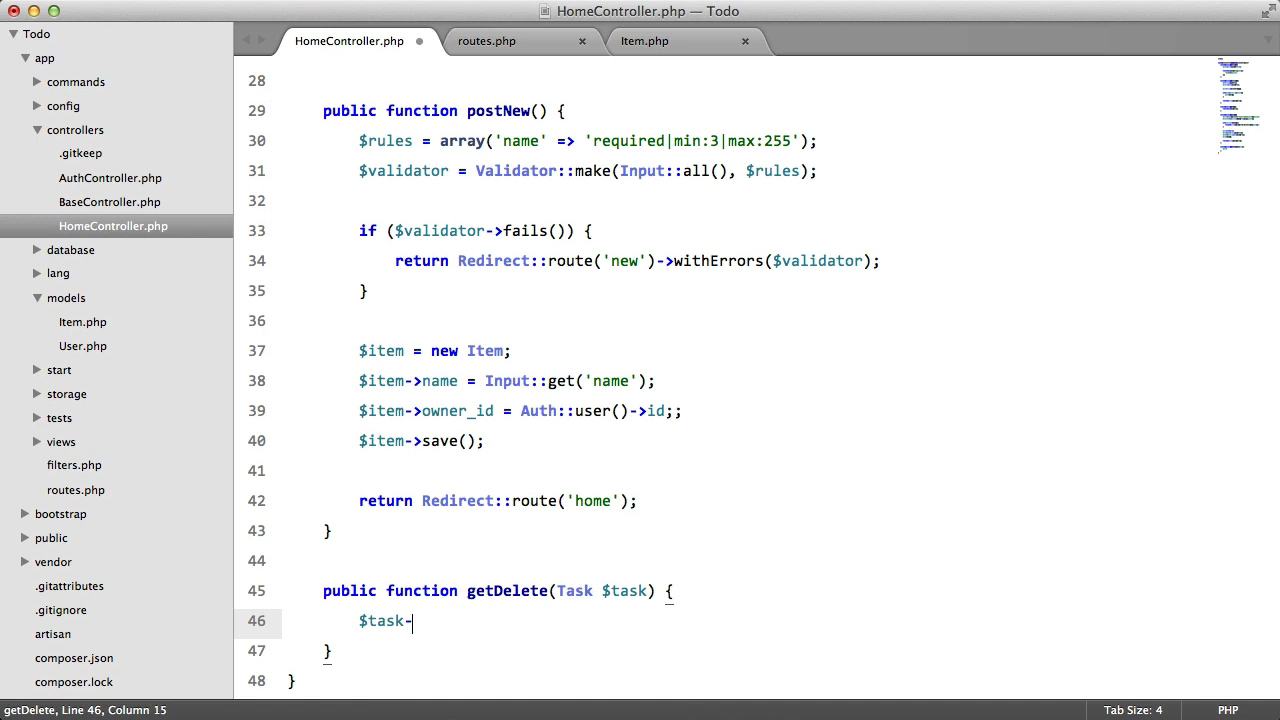 HomeController.php — Todo
Todo
app
commands
config
controllers
.gitkeep
AuthController.php
BaseController.php
HomeController.php
database
lang
models
Item.php
User.php
start
storage
tests
views
filters.php
routes.php
bootstrap
public
vendor
.gitattributes
.gitignore
artisan
composer.json
composer.lock
HomeController.php
routes.php
Item.php
28
29 public function postNew() {
30 $rules = array('name' => 'required|min:3|max:255');
31 $validator = Validator::make(Input::all(), $rules);
32
33 if ($validator->fails()) {
34 return Redirect::route('new')->withErrors($validator);
35 }
36
37 $item = new Item;
38 $item->name = Input::get('name');
39 $item->owner_id = Auth::user()->id;;
40 $item->save();
41
42 return Redirect::route('home');
43 }
44
45 public function getDelete(Task $task) {
46 $task-
47 }
48 }
getDelete, Line 46, Column 15
Tab Size: 4
PHP